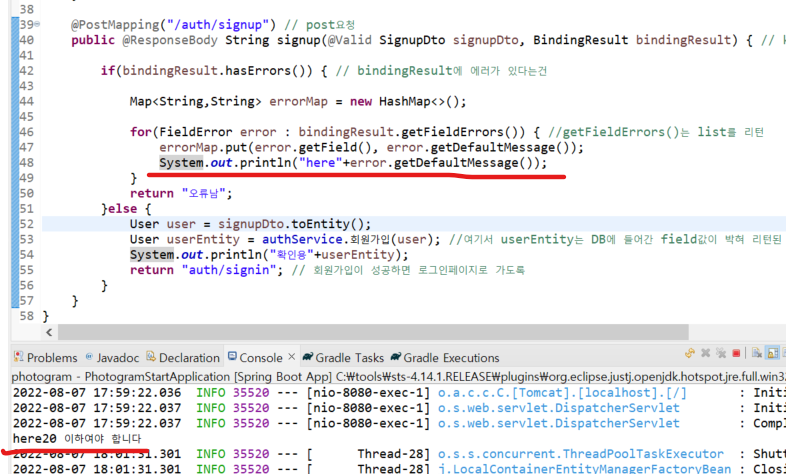 38
39 @PostMapping("/auth/signup") // post요청
40 public @ResponseBody String signup(@Valid SignupDto signupDto, BindingResult bindingResult) { //
41
42 if(bindingResult.hasErrors()) { // bindingResult에 에러가 있다는건
43
44 Map<String,String> errorMap = new HashMap<>();
45
46 for(FieldError error : bindingResult.getFieldErrors()) { //getFieldErrors()는 list를 리턴
47 errorMap.put(error.getField(), error.getDefaultMessage());
48 System.out.println("here"+error.getDefaultMessage());
49 }
50 return "오류남";
51 }else {
52 User user = signupDto.toEntity();
53 User userEntity = authService.회원가입(user); //여기서 userEntity는 DB에 들어간 field값이 박혀 리턴된
54 System.out.println("확인용"+userEntity);
55 return "auth/signin"; // 회원가입이 성공하면 로그인페이지로 가도록
56 }
57 }
58 }
Problems Javadoc Declaration Console Gradle Tasks Gradle Executions
photogram - PhotogramStartApplication [Spring Boot App] C:₩tools₩sts-4.14.1.RELEASE₩plugins₩org.eclipse.justj.openjdk.hotspot.jre.full.win3
2022-08-07 17:59:22.036 INFO 35520 --- [nio-8080-exec-1] o.a.c.c.C.[Tomcat].[localhost].[/] : Initi
2022-08-07 17:59:22.037 INFO 35520 --- [nio-8080-exec-1] o.s.web.servlet.DispatcherServlet : Initi
2022-08-07 17:59:22.038 INFO 35520 --- [nio-8080-exec-1] o.s.web.servlet.DispatcherServlet : Compl
here20 이하여야 합니다
2022-08-07 18:01:31.301 INFO 35520 --- [ Thread-28] o.s.s.concurrent.ThreadPoolTaskExecutor : Shutt
2022-08-07 18:01:31.301 INFO 35520 --- [ Thread-28] j.LocalContainerEntityManagerFactoryBean : Closi